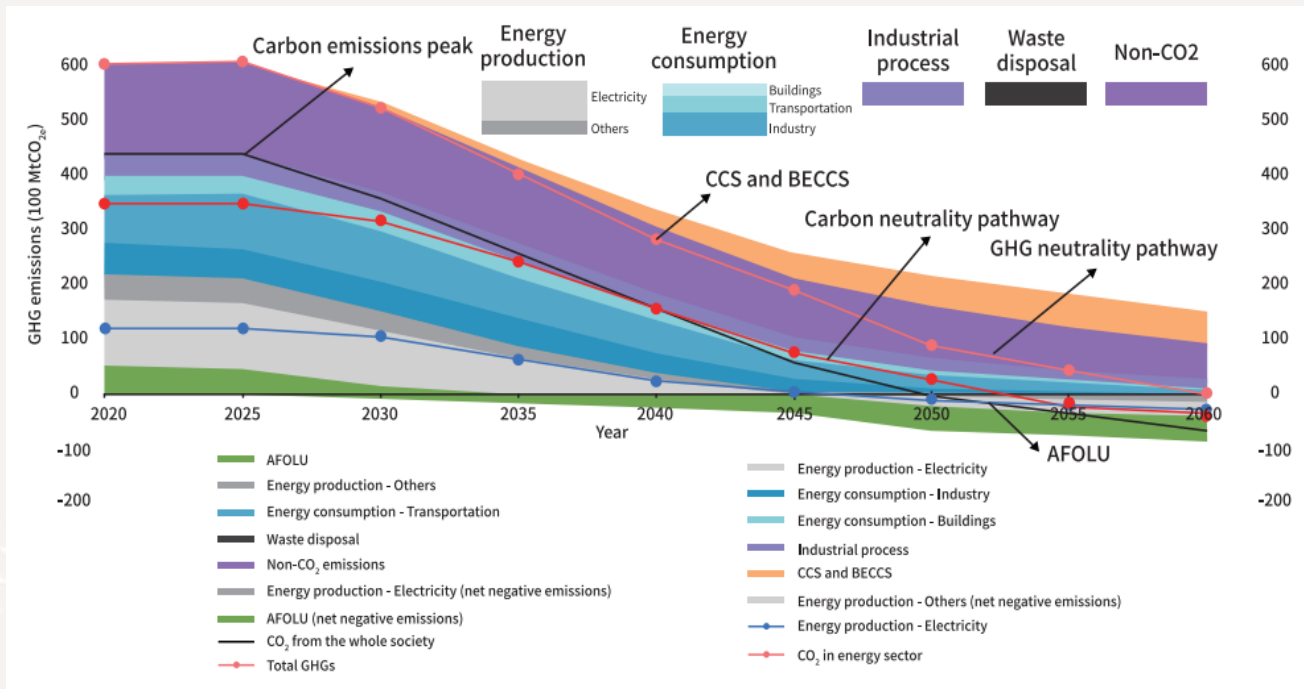 Carbon emissions peak
Energy
production
Electricity
Others
Energy
consumption
Buildings
Transportation
Industry
Industrial
process
Waste
disposal
Non-CO2
600
500
400
300
200
100
0
-100
-200
GHG emissions (100 MtCO₂ₑ)
600
500
400
300
200
100
0
-100
-200
CCS and BECCS
Carbon neutrality pathway
GHG neutrality pathway
AFOLU
2020
2025
2030
2035
2040
2045
2050
2055
2060
Year
AFOLU
Energy production - Others
Energy consumption - Transportation
Waste disposal
Non-CO₂ emissions
Energy production - Electricity (net negative emissions)
AFOLU (net negative emissions)
CO₂ from the whole society
Total GHGs
Energy production - Electricity
Energy consumption - Industry
Energy consumption - Buildings
Industrial process
CCS and BECCS
Energy production - Others (net negative emissions)
Energy production - Electricity
CO₂ in energy sector